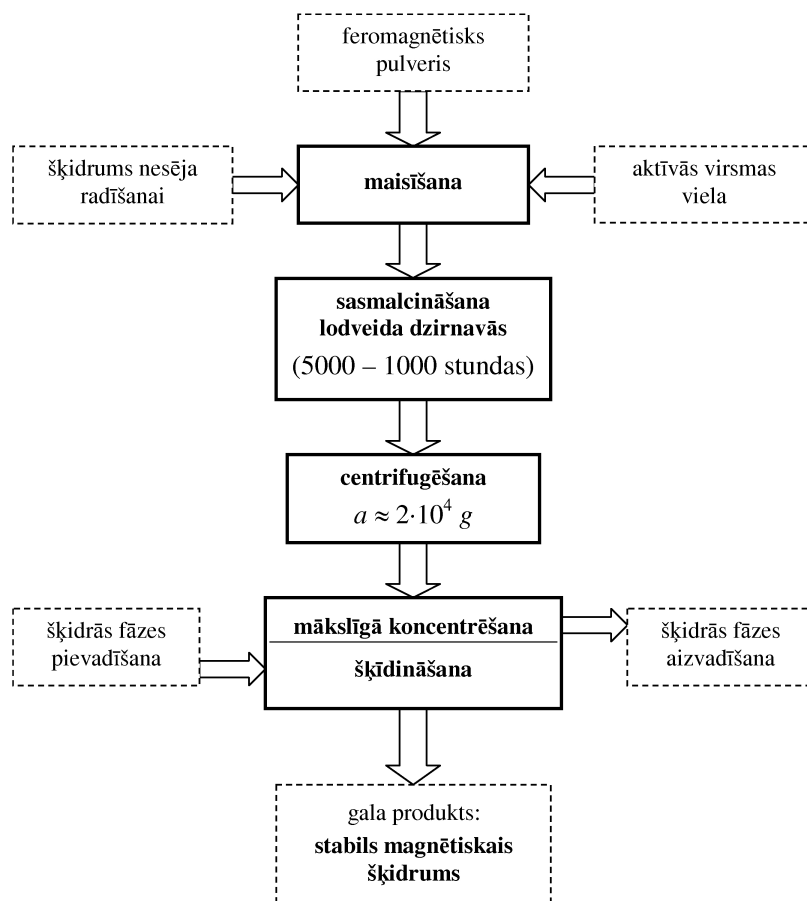 feromagnētisks
pulveris
šķidrums nesēja
radīšanai
maisīšana
aktīvās virsmas
viela
sasmalcināšana
lodveida dzirnavās
(5000 – 1000 stundas)
centrifugēšana
a ≈ 2·10⁴ g
šķidrās fāzes
pievadīšana
mākslīgā koncentrēšana
šķīdināšana
šķidrās fāzes
aizvadīšana
gala produkts:
stabils magnētiskais
šķidrums